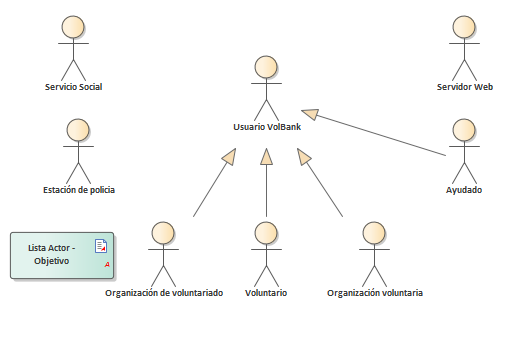 Servicio Social
Servidor Web
Usuario VolBank
Estación de policia
Ayudado
Lista Actor -
Objetivo
A
Organización de voluntariado
Voluntario
Organización voluntaria